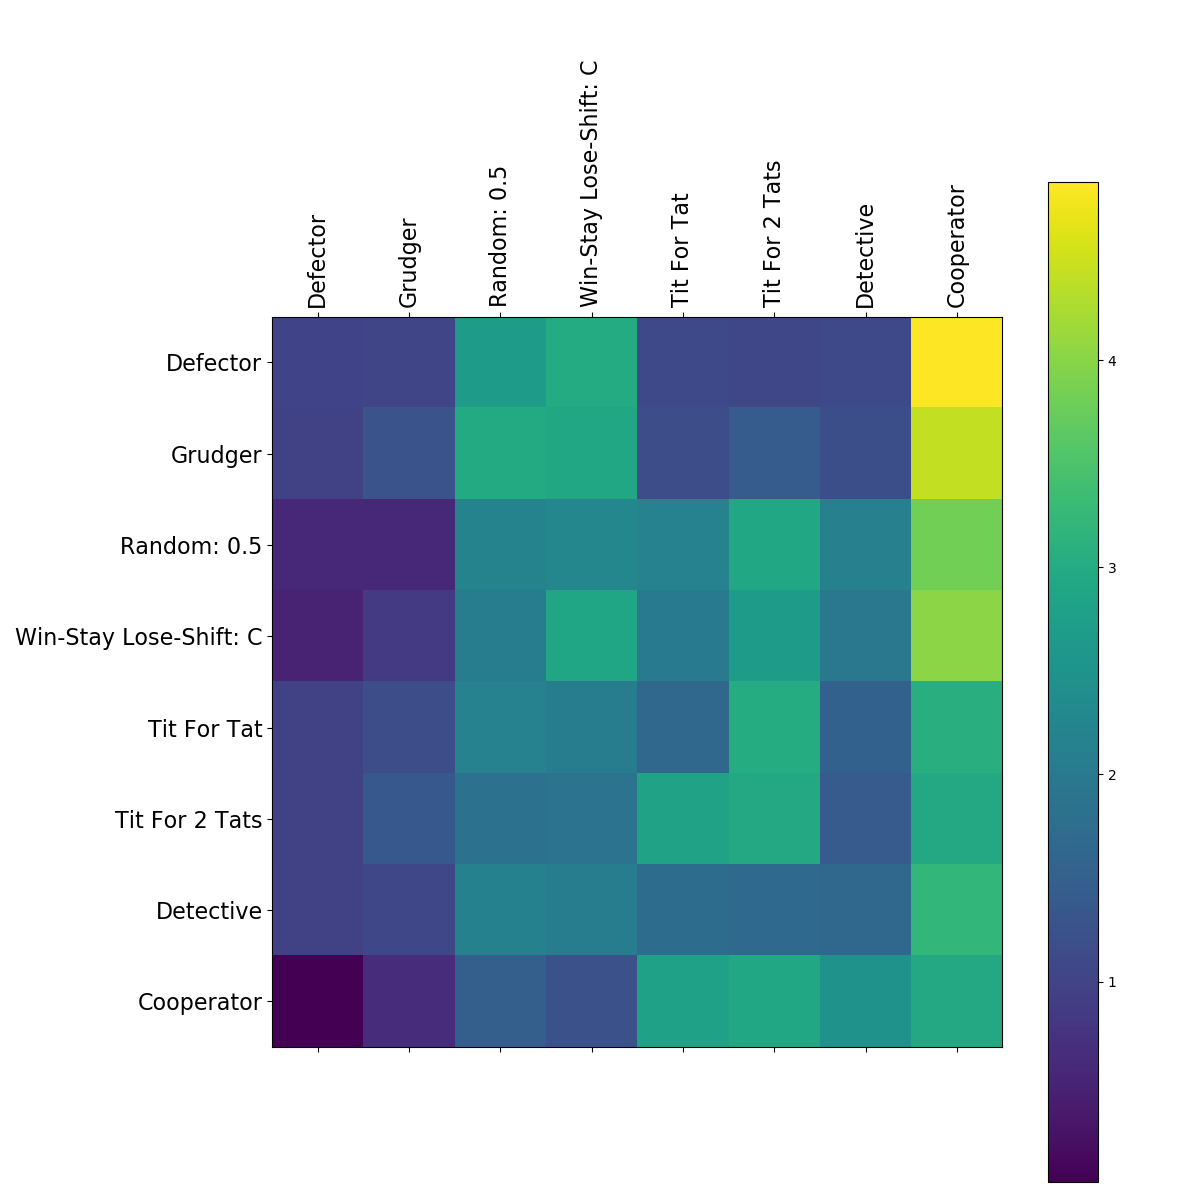 Defector
Grudger
Random: 0.5
Win-Stay Lose-Shift: C
Tit For Tat
Tit For 2 Tats
Detective
Cooperator
Defector
Grudger
Random: 0.5
Win-Stay Lose-Shift: C
Tit For Tat
Tit For 2 Tats
Detective
Cooperator
4
3
2
1